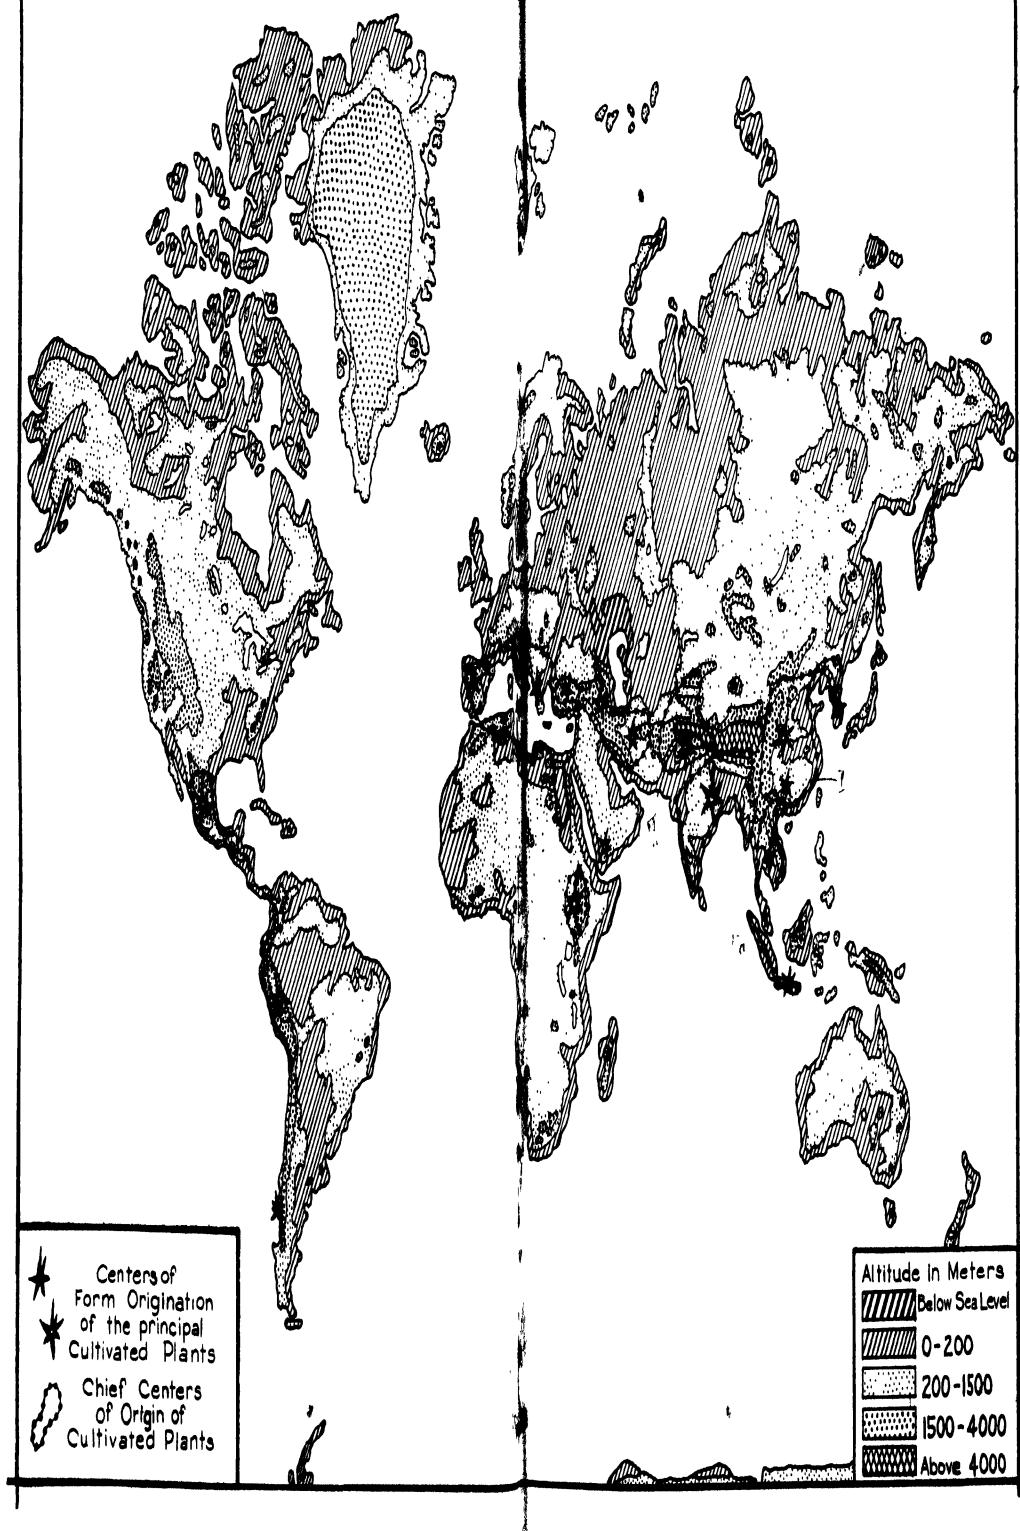 Centers of
Form Origination
of the principal
Cultivated Plants
Chief Centers
of Origin of
Cultivated Plants
Altitude in Meters
Below Sea Level
0-200
200-1500
1500-4000
Above 4000